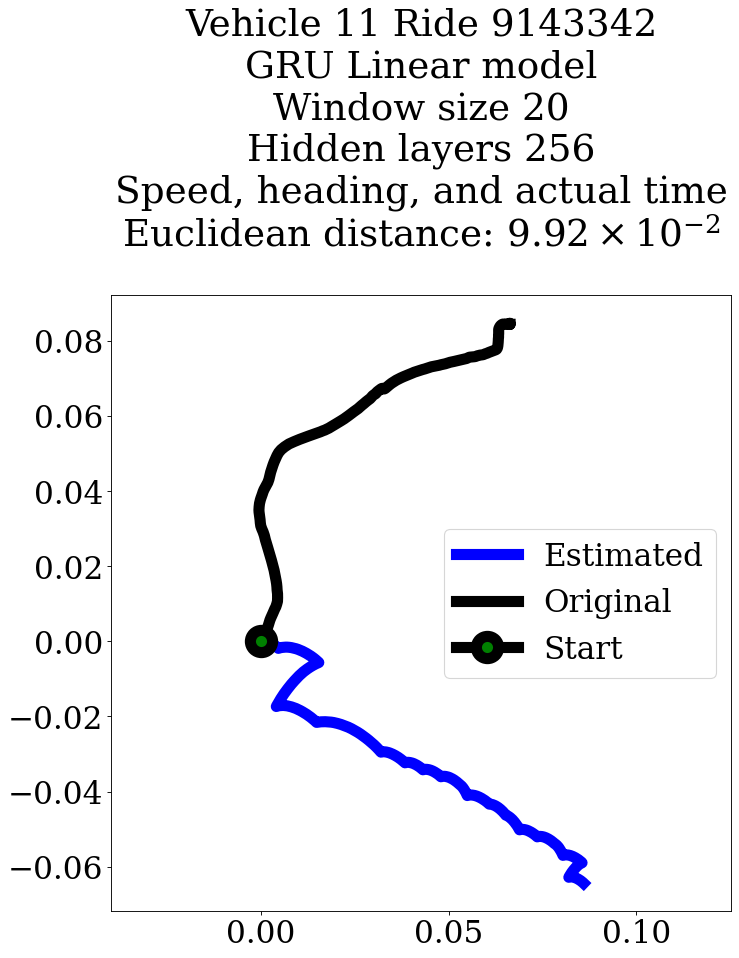 Vehicle 11 Ride 9143342
GRU Linear model
Window size 20
Hidden layers 256
Speed, heading, and actual time
Euclidean distance: 9.92 × 10⁻²
0.08
0.06
0.04
0.02
0.00
−0.02
−0.04
−0.06
Estimated
Original
Start
0.00 0.05 0.10